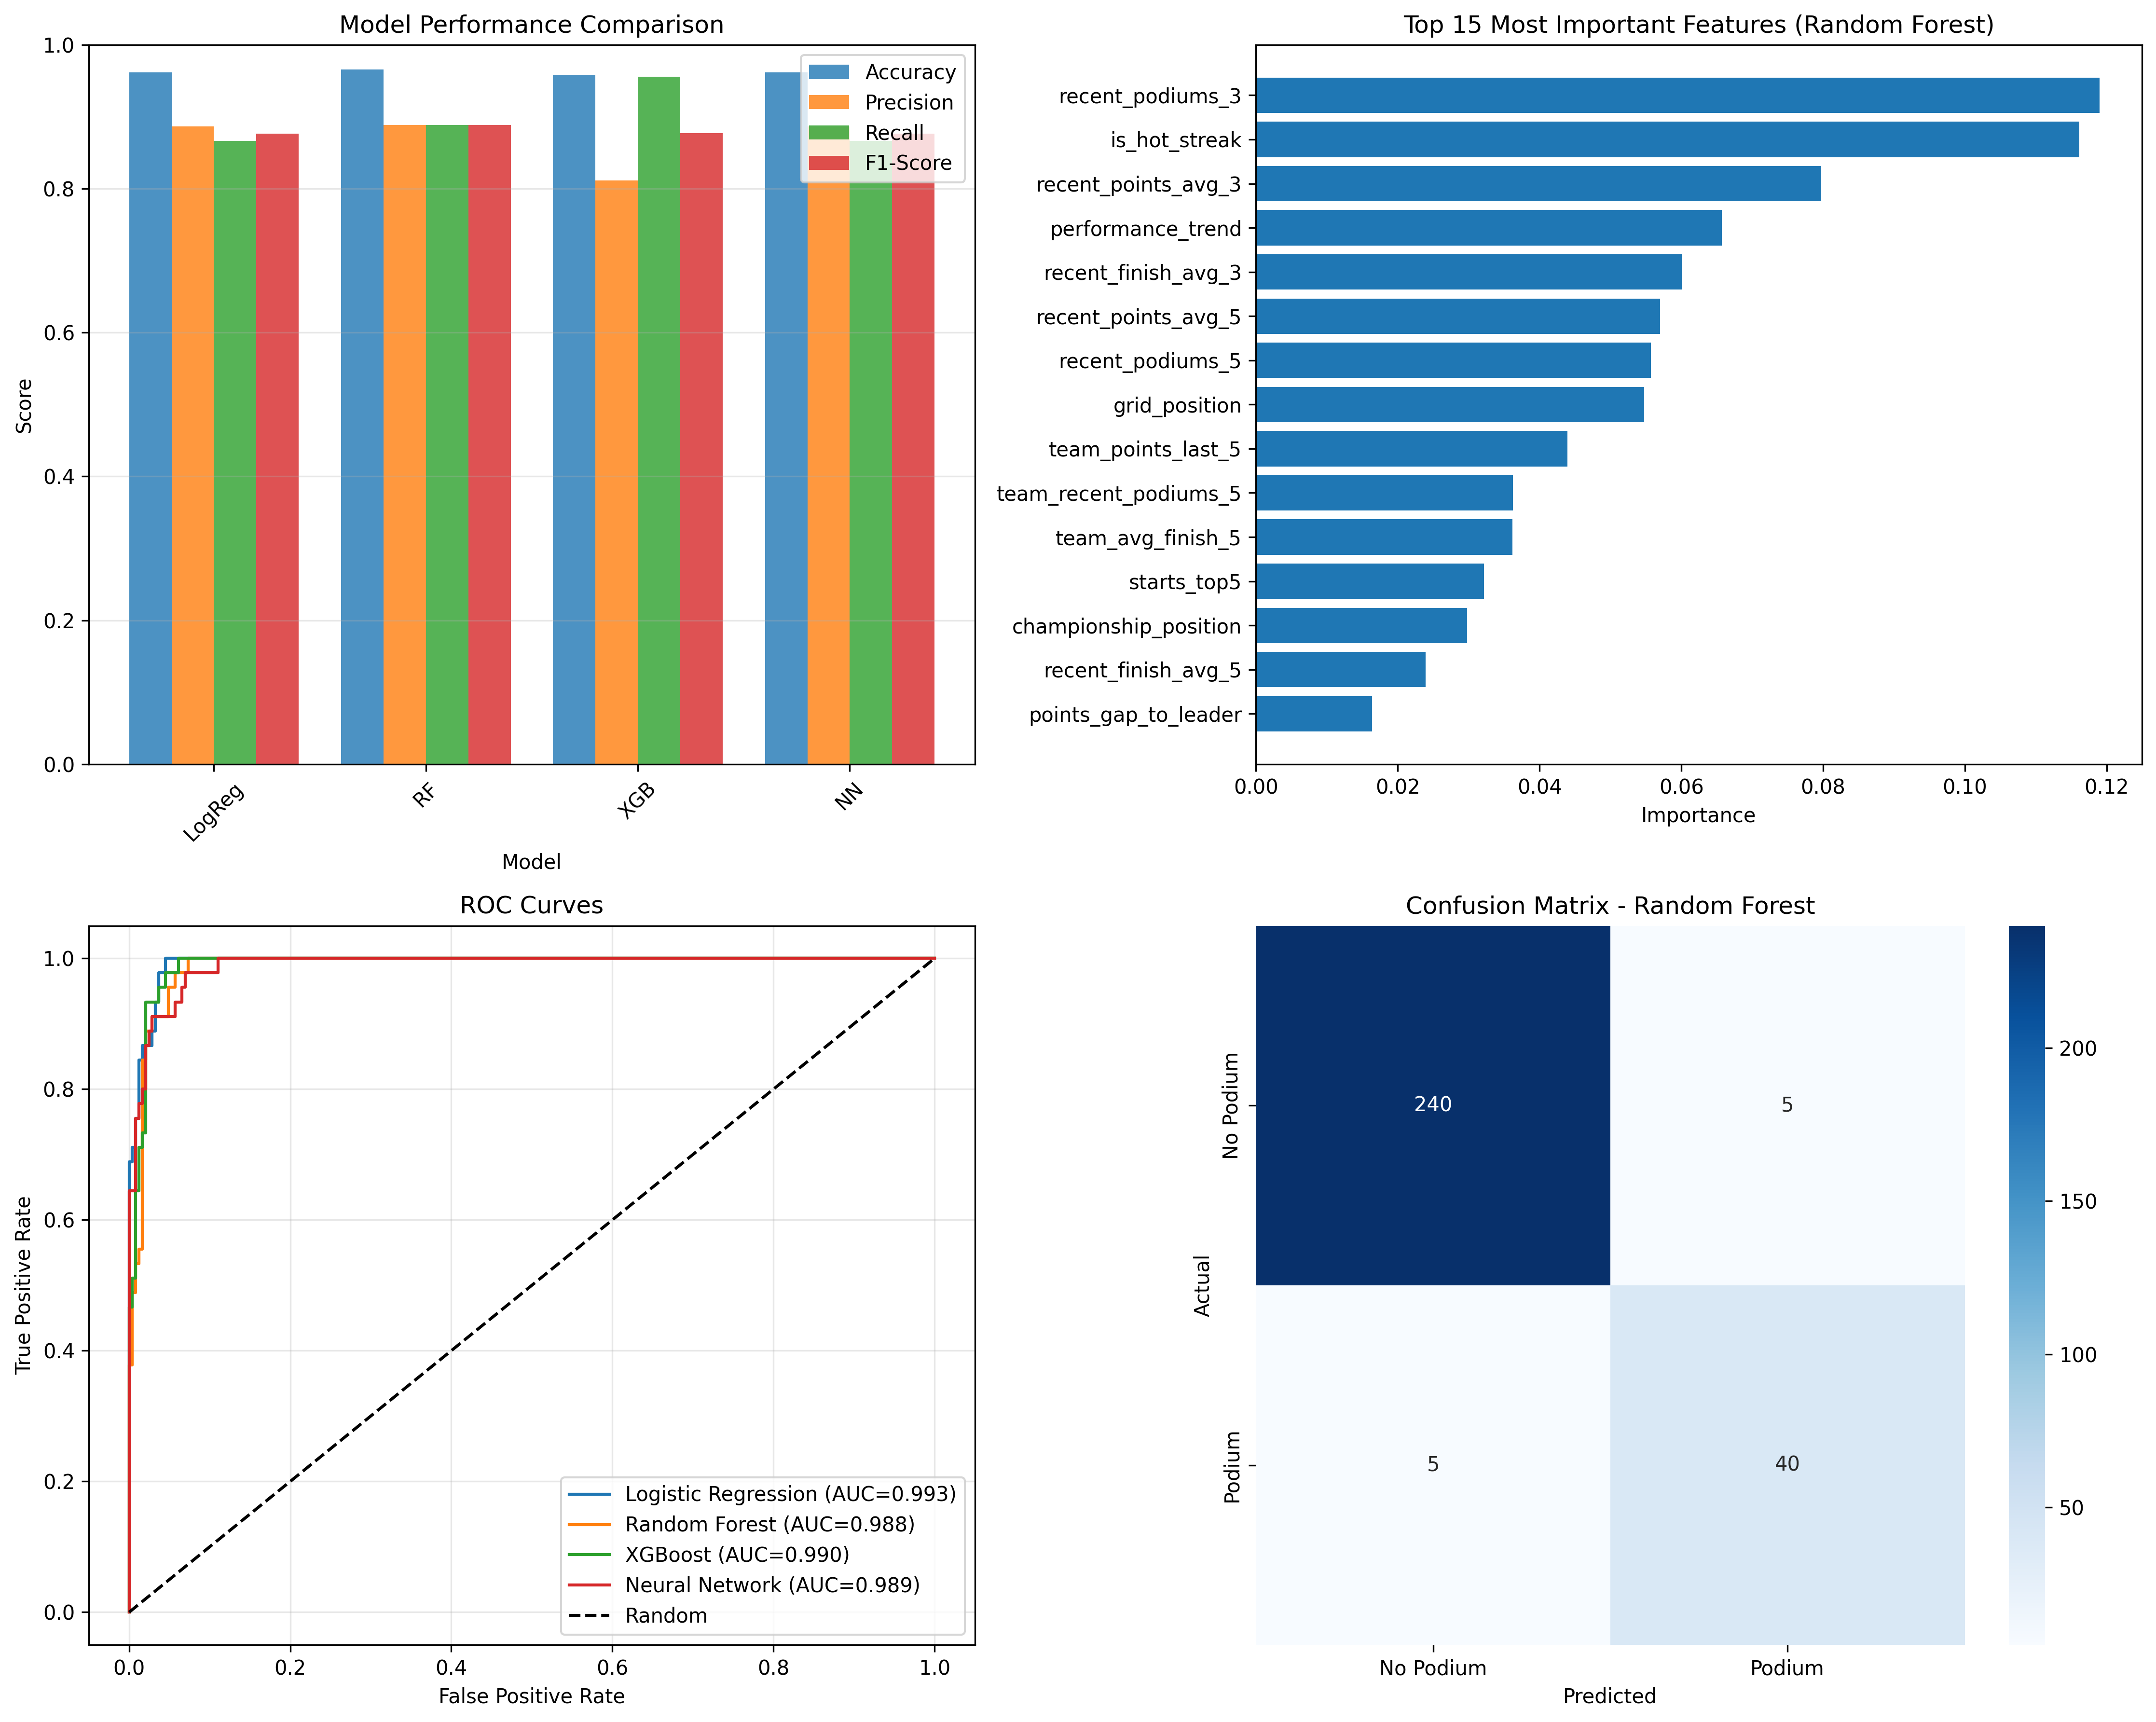 Model Performance Comparison
1.0
0.8
0.6
0.4
0.2
0.0
Score
Accuracy
Precision
Recall
F1-Score
LogReg
RF
XGB
NN
Model
Top 15 Most Important Features (Random Forest)
recent_podiums_3
is_hot_streak
recent_points_avg_3
performance_trend
recent_finish_avg_3
recent_points_avg_5
recent_podiums_5
grid_position
team_points_last_5
team_recent_podiums_5
team_avg_finish_5
starts_top5
championship_position
recent_finish_avg_5
points_gap_to_leader
0.00 0.02 0.04 0.06 0.08 0.10 0.12
Importance
ROC Curves
1.0
0.8
0.6
0.4
0.2
0.0
True Positive Rate
Logistic Regression (AUC=0.993)
Random Forest (AUC=0.988)
XGBoost (AUC=0.990)
Neural Network (AUC=0.989)
Random
0.0 0.2 0.4 0.6 0.8 1.0
False Positive Rate
Confusion Matrix - Random Forest
Actual
No Podium
240 5
Podium
5 40
No Podium Podium
Predicted
200
150
100
50